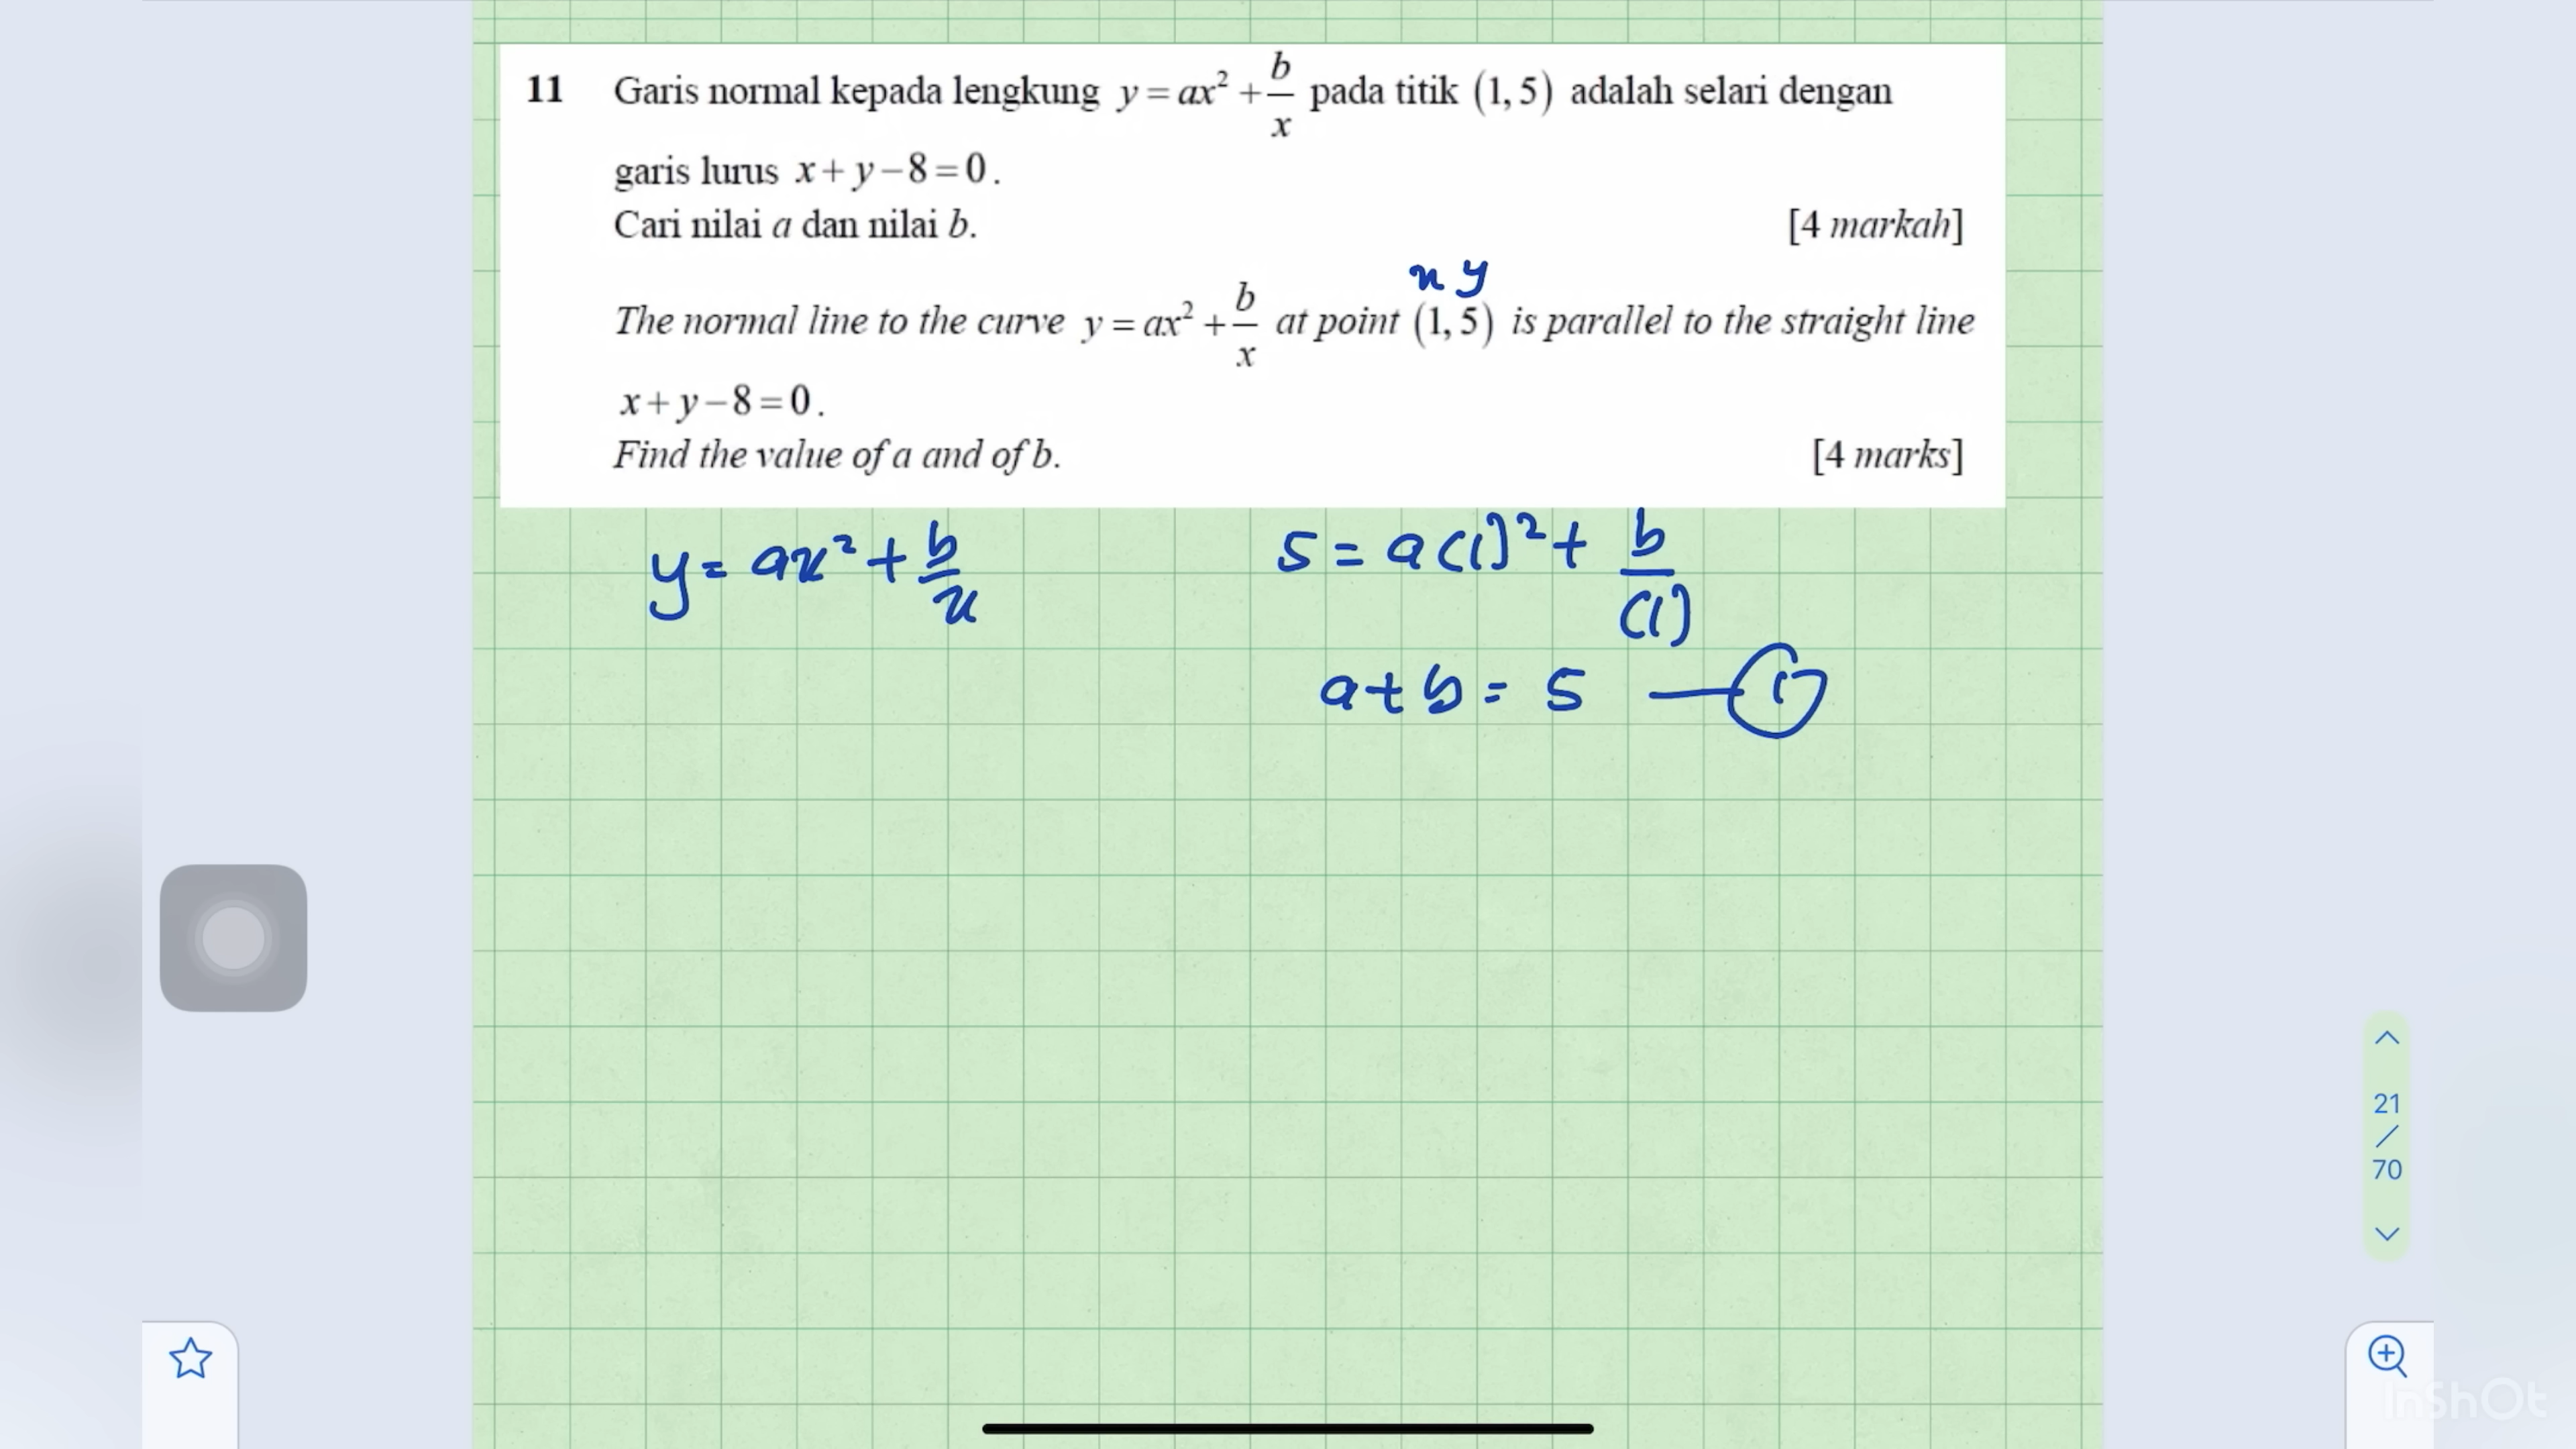 11 Garis normal kepada lengkung y = ax² + b/x pada titik (1, 5) adalah selari dengan
garis lurus x + y − 8 = 0.
Cari nilai a dan nilai b. [4 markah]
x y
The normal line to the curve y = ax² + b/x at point (1, 5) is parallel to the straight line
x + y − 8 = 0.
Find the value of a and of b. [4 marks]
y = ax² + b/x
5 = a(1)² + b/(1)
a + b = 5 — ①
21
/
70
InShOt